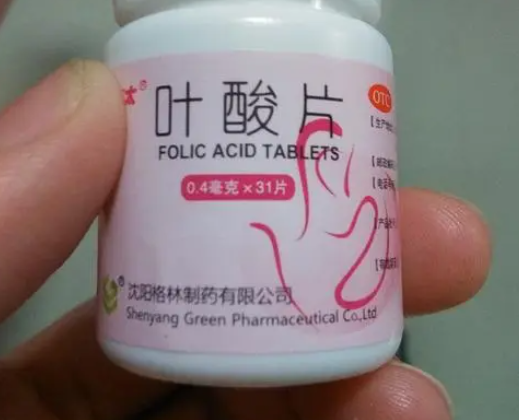 叶酸片
OTC
FOLIC ACID TABLETS
0.4毫克×31片
沈阳格林制药有限公司
Shenyang Green Pharmaceutical Co.,Ltd